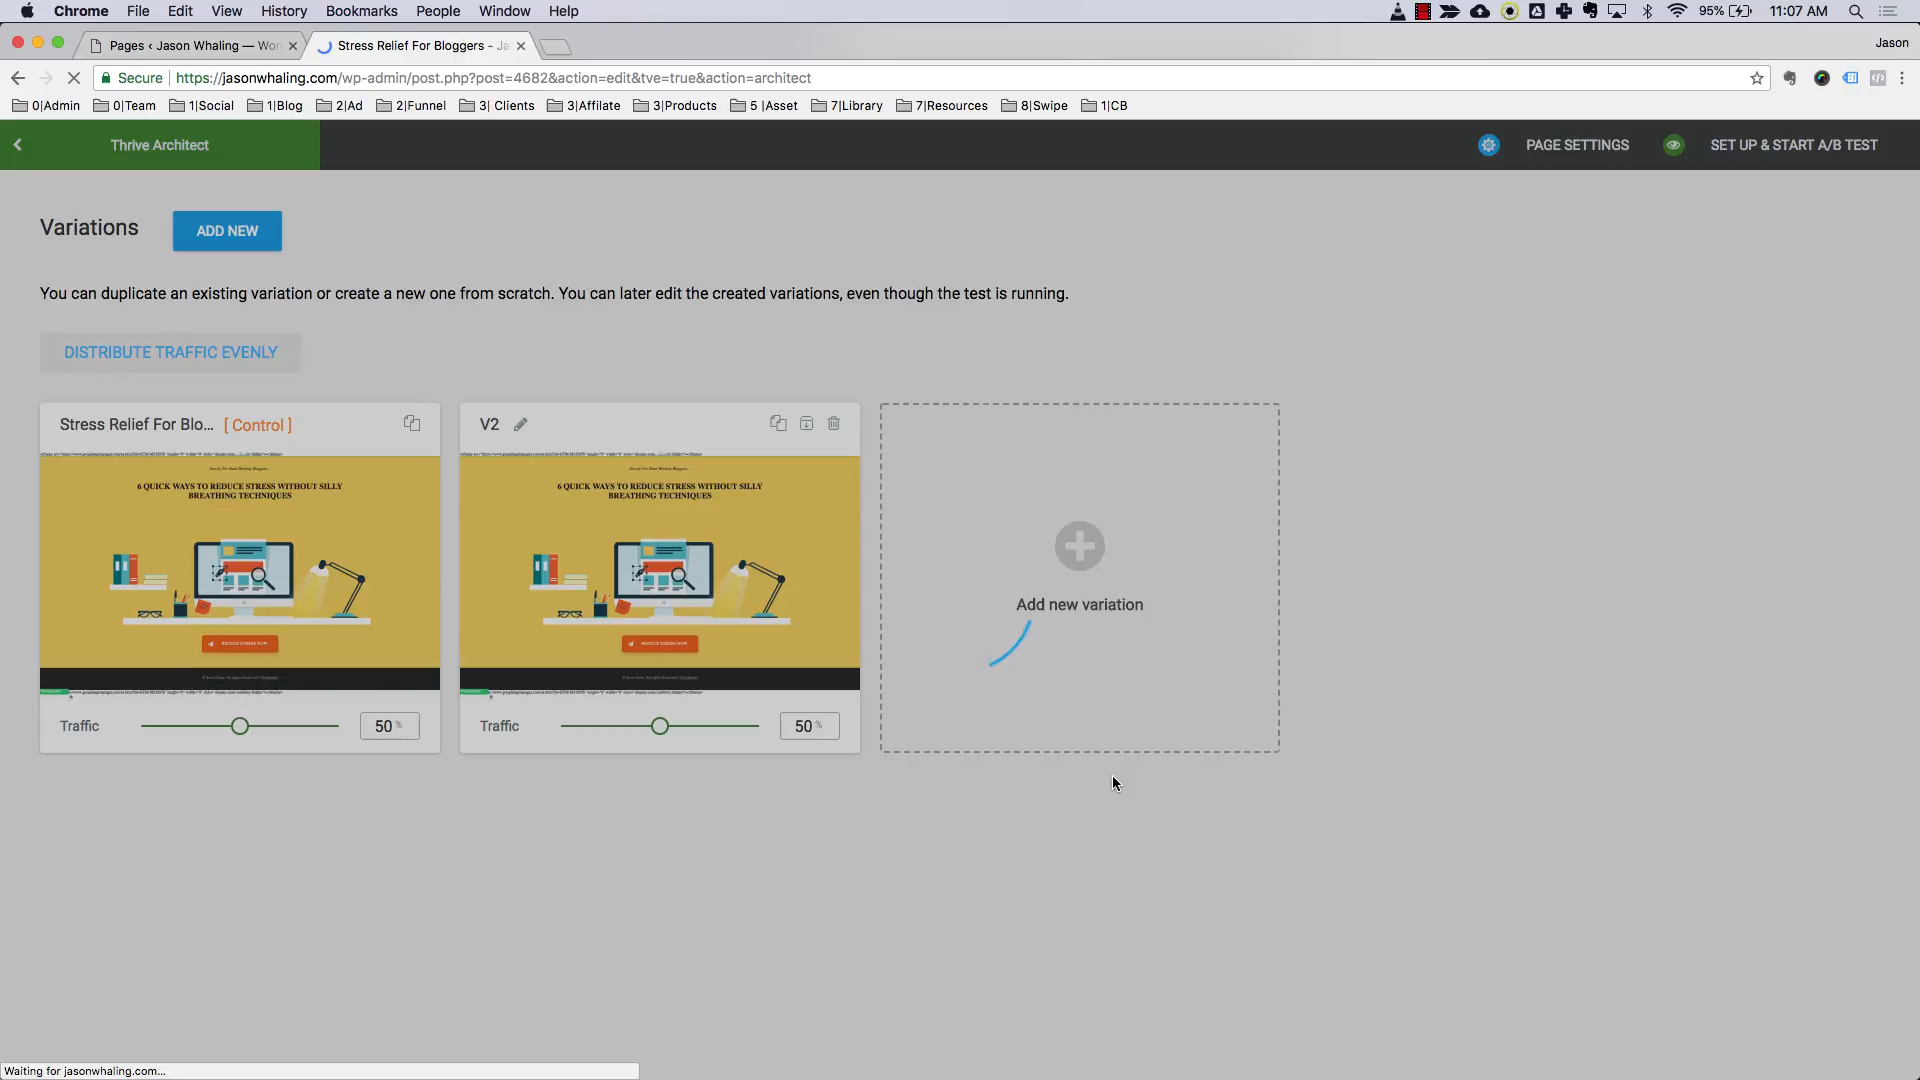 Chrome File Edit View History Bookmarks People Window Help 95% 11:07 AM
Pages ‹ Jason Whaling — Wor
Stress Relief For Bloggers - Ja
Jason
Secure https://jasonwhaling.com/wp-admin/post.php?post=4682&action=edit&tve=true&action=architect
0|Admin 0|Team 1|Social 1|Blog 2|Ad 2|Funnel 3| Clients 3|Affilate 3|Products 5 |Asset 7|Library 7|Resources 8|Swipe 1|CB
Thrive Architect
PAGE SETTINGS
SET UP & START A/B TEST
Variations
ADD NEW
You can duplicate an existing variation or create a new one from scratch. You can later edit the created variations, even though the test is running.
DISTRIBUTE TRAFFIC EVENLY
Stress Relief For Blo... [ Control ]
6 QUICK WAYS TO REDUCE STRESS WITHOUT SILLY
BREATHING TECHNIQUES
REDUCE STRESS NOW
Traffic 50 %
V2
6 QUICK WAYS TO REDUCE STRESS WITHOUT SILLY
BREATHING TECHNIQUES
REDUCE STRESS NOW
Traffic 50 %
Add new variation
Waiting for jasonwhaling.com...